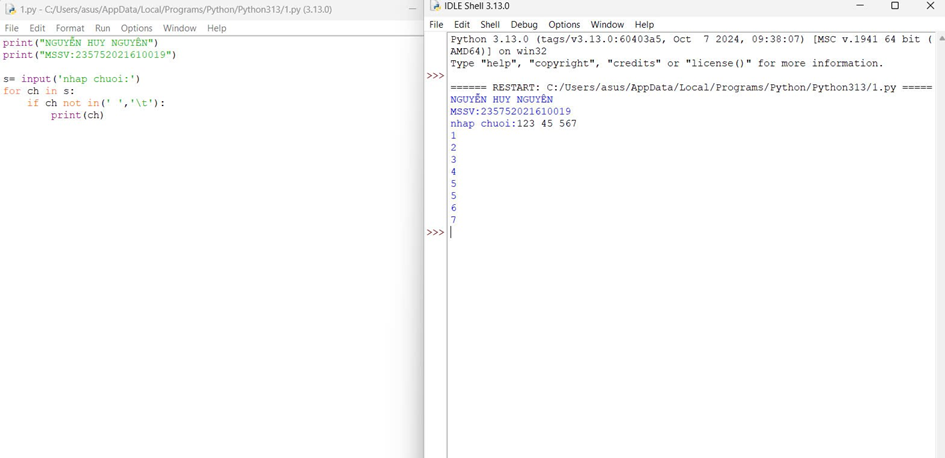 1.py - C:/Users/asus/AppData/Local/Programs/Python/Python313/1.py (3.13.0)
File Edit Format Run Options Window Help
print("NGUYỄN HUY NGUYÊN")
print("MSSV:235752021610019")
s= input('nhap chuoi:')
for ch in s:
    if ch not in(' ','\t'):
        print(ch)
IDLE Shell 3.13.0
File Edit Shell Debug Options Window Help
Python 3.13.0 (tags/v3.13.0:60403a5, Oct  7 2024, 09:38:07) [MSC v.1941 64 bit (
AMD64)] on win32
Type "help", "copyright", "credits" or "license()" for more information.
>>>
====== RESTART: C:/Users/asus/AppData/Local/Programs/Python/Python313/1.py =====
NGUYỄN HUY NGUYÊN
MSSV:235752021610019
nhap chuoi:123 45 567
1
2
3
4
5
5
6
7
>>>